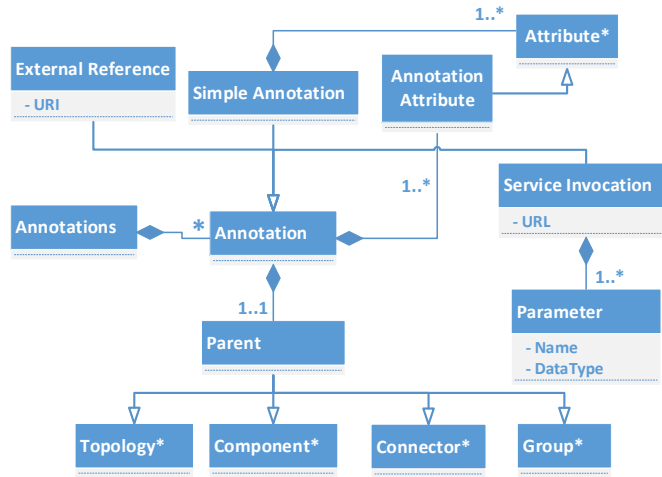 1..*
Attribute*
External Reference
- URI
Simple Annotation
Annotation
Attribute
1..*
Service Invocation
- URL
Annotations
*
Annotation
1..1
1..*
Parent
Parameter
- Name
- DataType
Topology*
Component*
Connector*
Group*